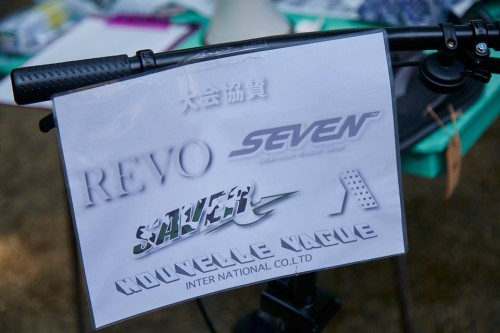 大会協賛
REVO
SEVEN
SAVER
NOUVELLE VAGUE
INTER NATIONAL CO.LTD